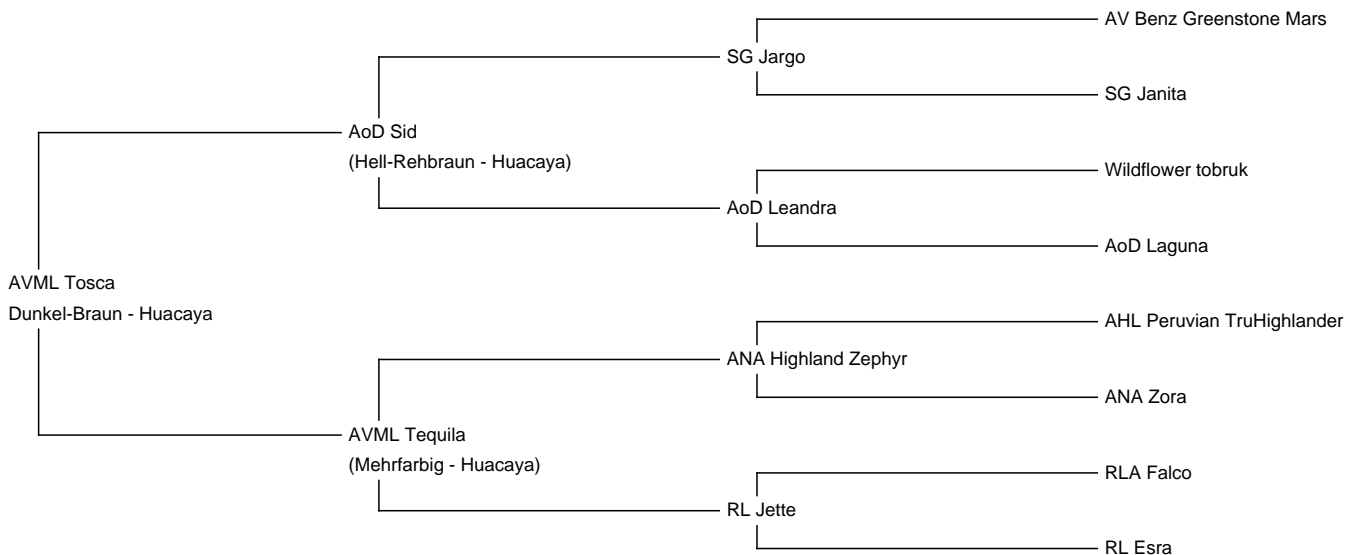 AV Benz Greenstone Mars
SG Jargo
SG Janita
AoD Sid
(Hell-Rehbraun - Huacaya)
Wildflower tobruk
AoD Leandra
AoD Laguna
AVML Tosca
Dunkel-Braun - Huacaya
AHL Peruvian TruHighlander
ANA Highland Zephyr
ANA Zora
AVML Tequila
(Mehrfarbig - Huacaya)
RLA Falco
RL Jette
RL Esra